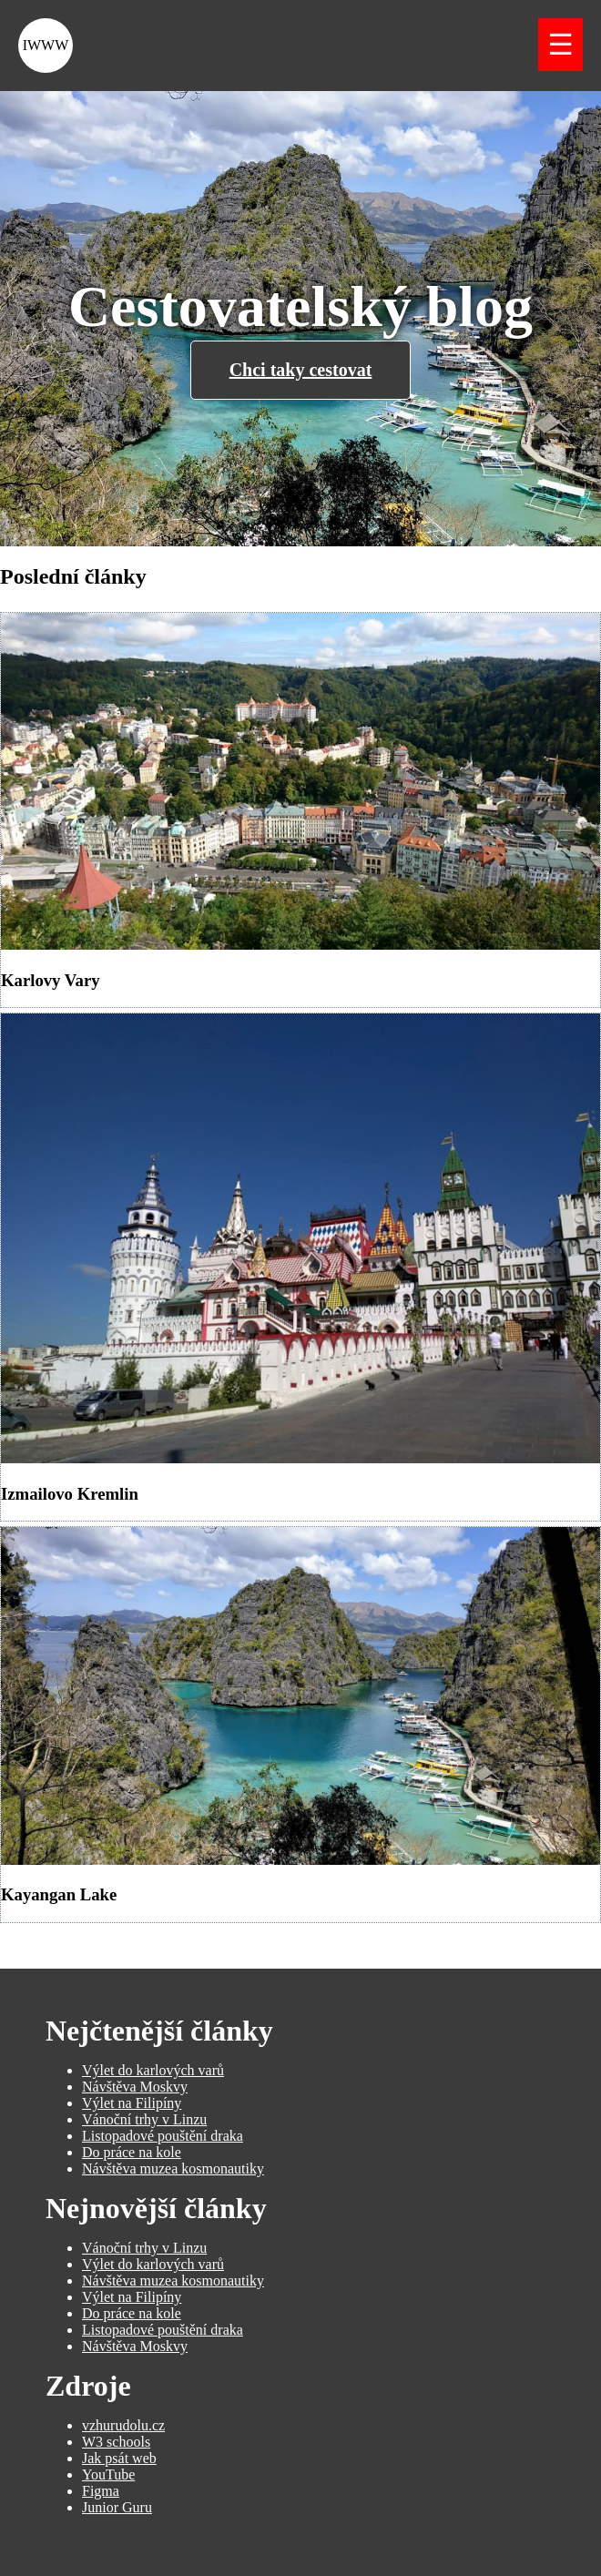 IWWW
Cestovatelský blog
Chci taky cestovat
Poslední články
Karlovy Vary
Izmailovo Kremlin
Kayangan Lake
Nejčtenější články
Výlet do karlových varů
Návštěva Moskvy
Výlet na Filipíny
Vánoční trhy v Linzu
Listopadové pouštění draka
Do práce na kole
Návštěva muzea kosmonautiky
Nejnovější články
Vánoční trhy v Linzu
Výlet do karlových varů
Návštěva muzea kosmonautiky
Výlet na Filipíny
Do práce na kole
Listopadové pouštění draka
Návštěva Moskvy
Zdroje
vzhurudolu.cz
W3 schools
Jak psát web
YouTube
Figma
Junior Guru